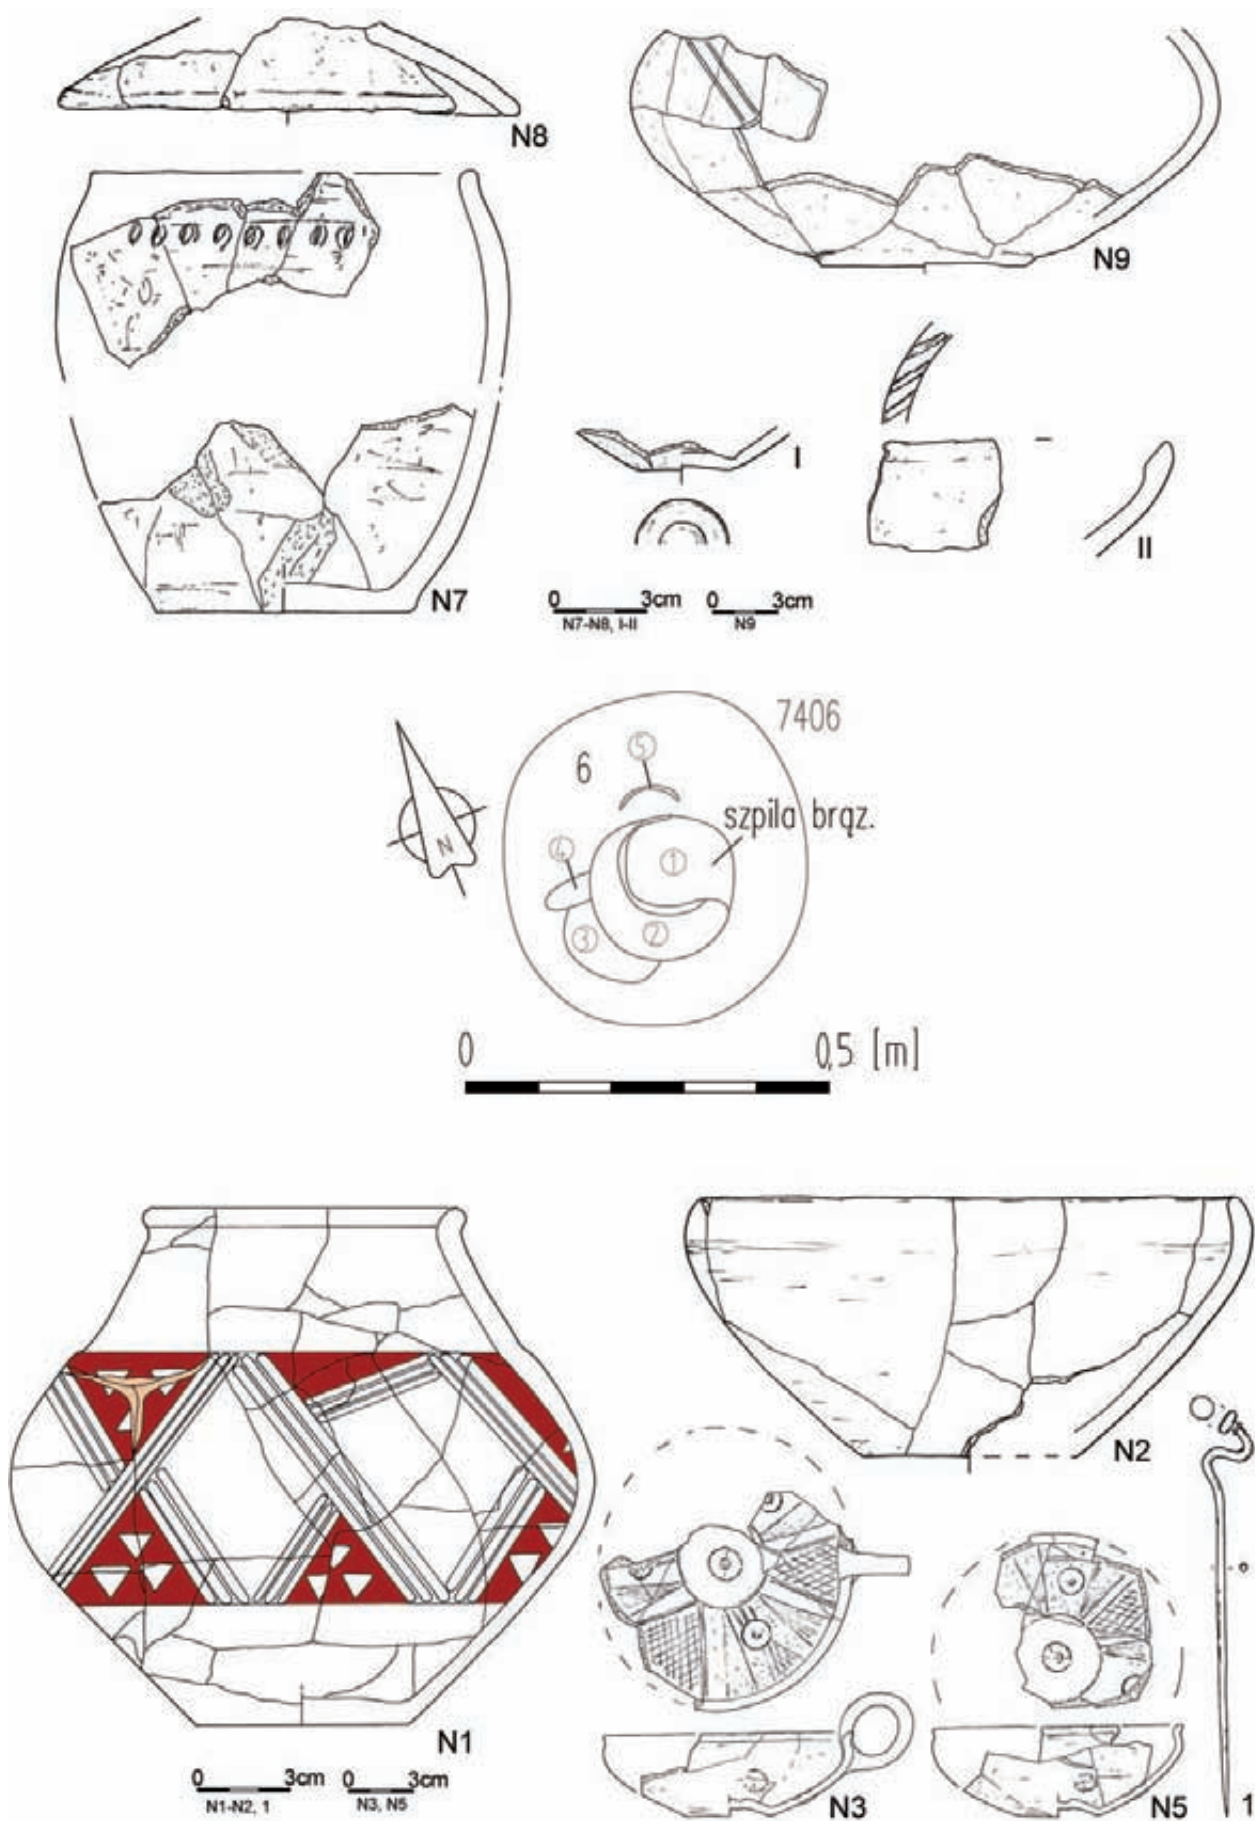 N8
N9
N7
I
II
0 3cm
N7-N8, I-II
0 3cm
N9
7406
6
5
szpila brąz.
4
1
N
3
2
0 0,5 [m]
N1
N2
0 3cm
N1-N2, 1
0 3cm
N3, N5
N3
N5
1